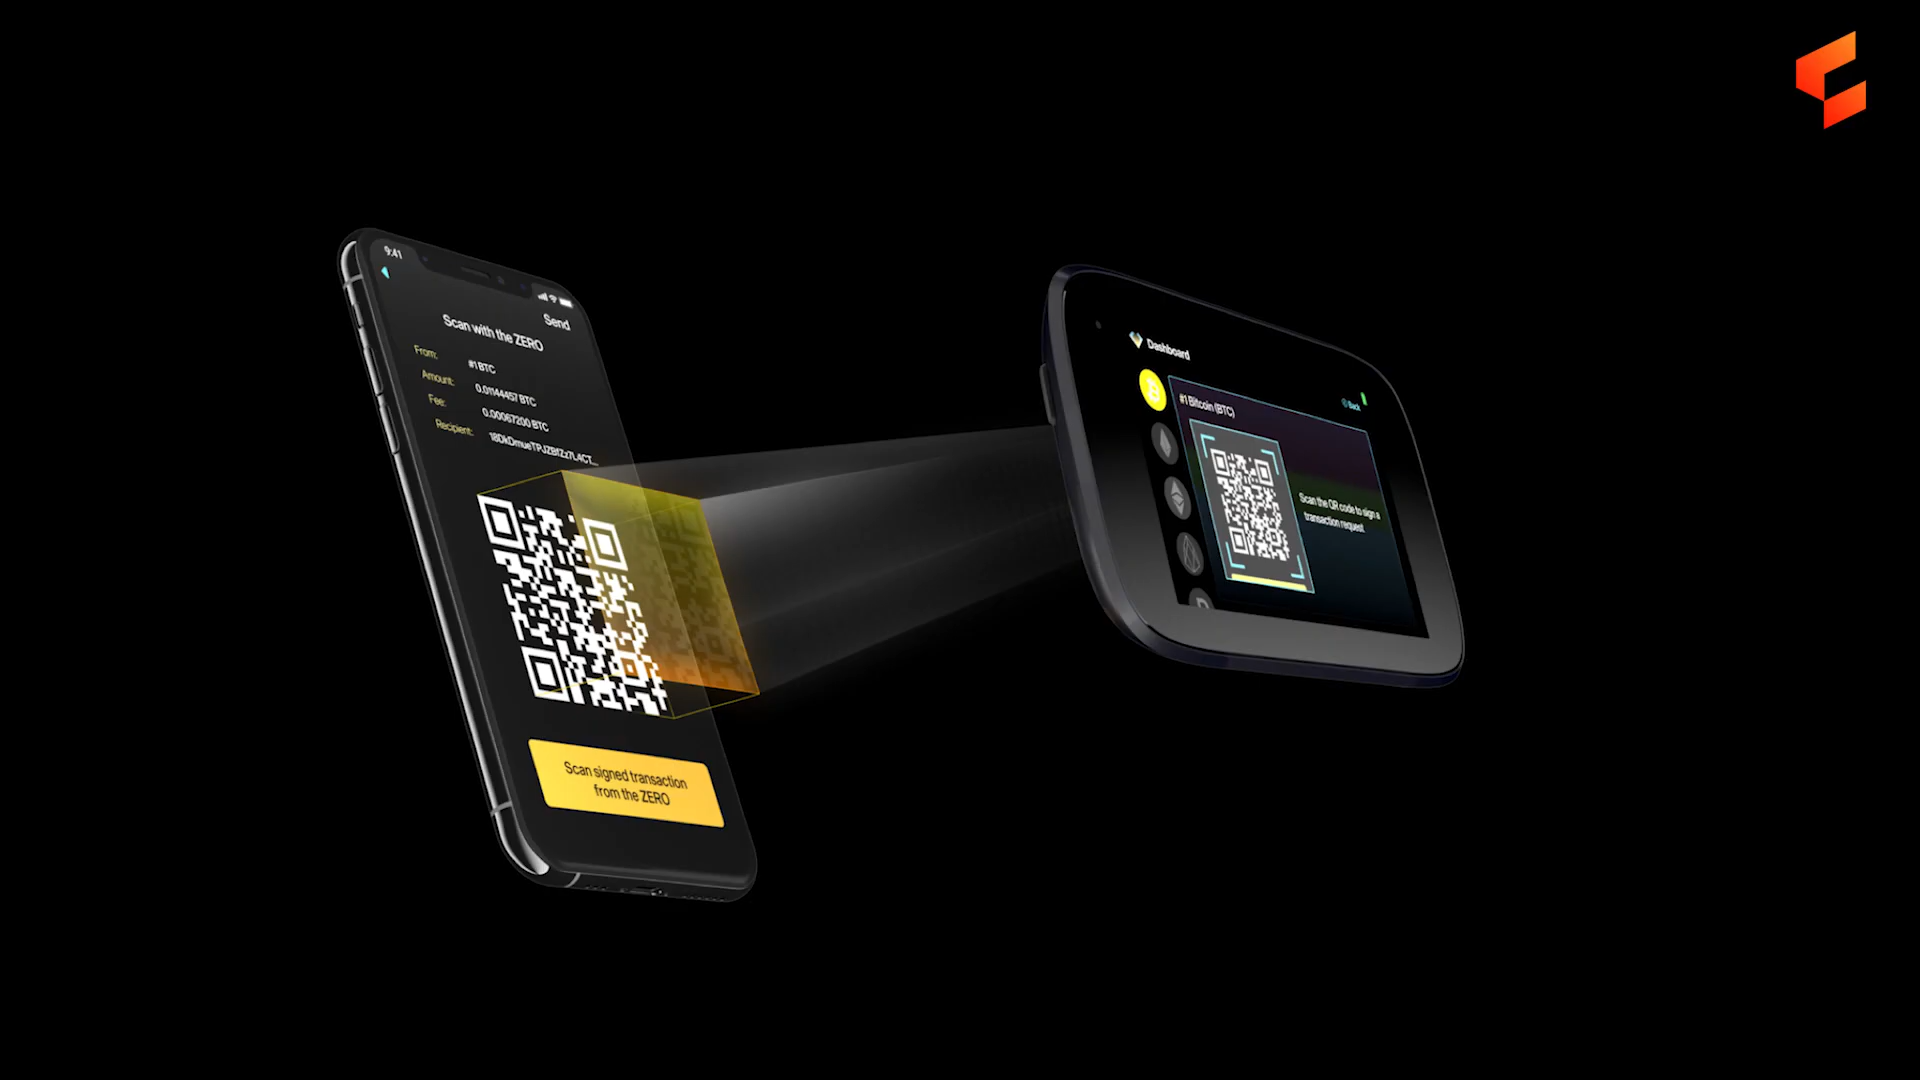 9:41
Send
Scan with the ZERO
From:
#1 BTC
Amount:
0.01144457 BTC
Fee:
0.00067200 BTC
Recipient:
Scan signed transaction
from the ZERO
Dashboard
Back
#1 Bitcoin (BTC)
Scan the QR code to sign a
transaction request